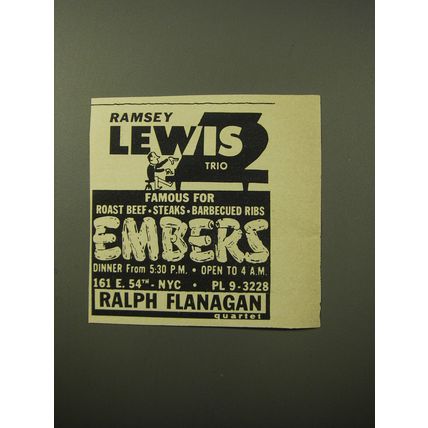 RAMSEY
LEWIS
TRIO
FAMOUS FOR
ROAST BEEF • STEAKS • BARBECUED RIBS
EMBERS
DINNER From 5:30 P.M. • OPEN TO 4 A.M.
161 E. 54TH - NYC • PL 9-3228
RALPH FLANAGAN
quartet